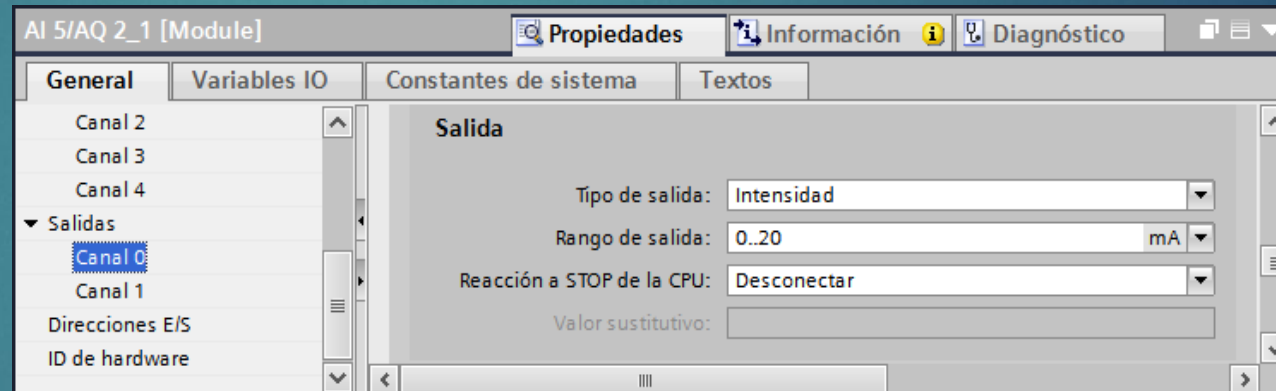 AI 5/AQ 2_1 [Module]
Propiedades
Información
Diagnóstico
General
Variables IO
Constantes de sistema
Textos
Canal 2
Canal 3
Canal 4
Salidas
Canal 0
Canal 1
Direcciones E/S
ID de hardware
Salida
Tipo de salida: Intensidad
Rango de salida: 0..20 mA
Reacción a STOP de la CPU: Desconectar
Valor sustitutivo: